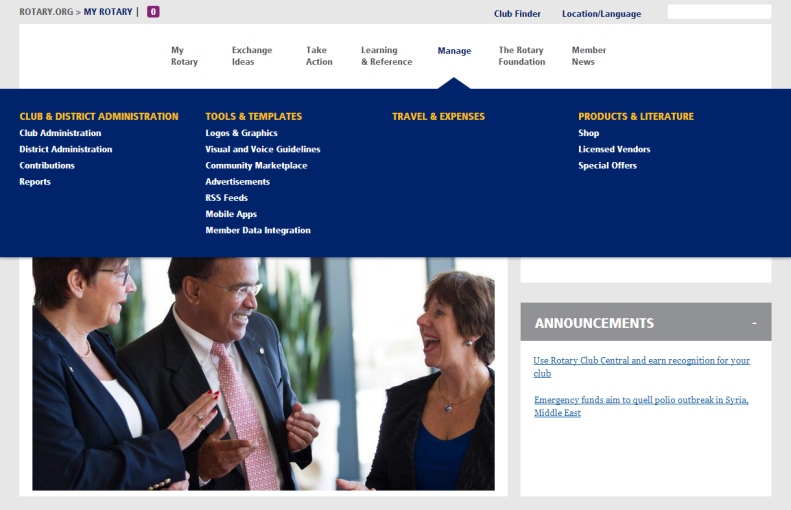 ROTARY.ORG > MY ROTARY | 0
Club Finder
Location/Language
My
Rotary
Exchange
Ideas
Take
Action
Learning
& Reference
Manage
The Rotary
Foundation
Member
News
CLUB & DISTRICT ADMINISTRATION
Club Administration
District Administration
Contributions
Reports
TOOLS & TEMPLATES
Logos & Graphics
Visual and Voice Guidelines
Community Marketplace
Advertisements
RSS Feeds
Mobile Apps
Member Data Integration
TRAVEL & EXPENSES
PRODUCTS & LITERATURE
Shop
Licensed Vendors
Special Offers
ANNOUNCEMENTS -
Use Rotary Club Central and earn recognition for your
club
Emergency funds aim to quell polio outbreak in Syria,
Middle East